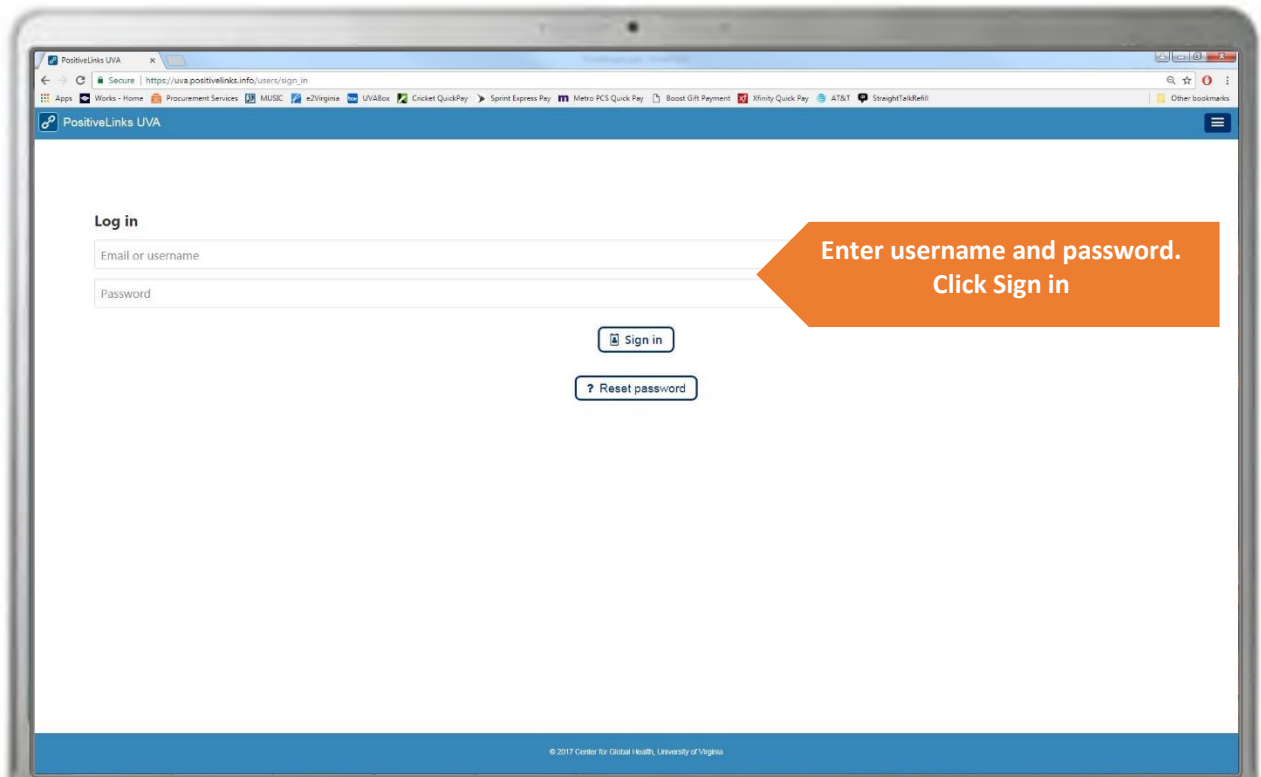 PositiveLinks UVA
Secure | https://uva.positivelinks.info/users/sign_in
Apps Works - Home Procurement Services MUSIC e2Virginia UVABox Cricket QuickPay Sprint Express Pay Metro PCS Quick Pay Boost Gift Payment Xfinity Quick Pay AT&T StraightTalkRefill Other bookmarks
PositiveLinks UVA
Log in
Email or username
Password
Enter username and password.
Click Sign in
Sign in
? Reset password
© 2017 Center for Global Health, University of Virginia